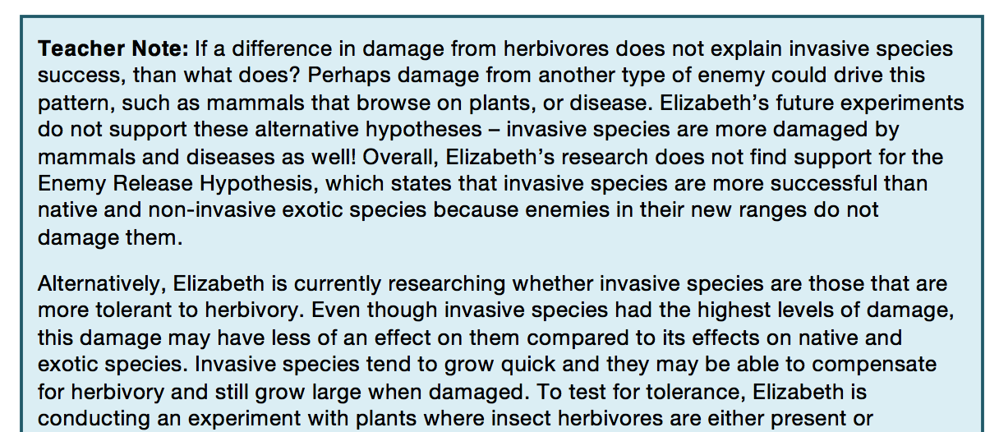 Teacher Note: If a difference in damage from herbivores does not explain invasive species
success, than what does? Perhaps damage from another type of enemy could drive this
pattern, such as mammals that browse on plants, or disease. Elizabeth’s future experiments
do not support these alternative hypotheses – invasive species are more damaged by
mammals and diseases as well! Overall, Elizabeth’s research does not find support for the
Enemy Release Hypothesis, which states that invasive species are more successful than
native and non-invasive exotic species because enemies in their new ranges do not
damage them.
Alternatively, Elizabeth is currently researching whether invasive species are those that are
more tolerant to herbivory. Even though invasive species had the highest levels of damage,
this damage may have less of an effect on them compared to its effects on native and
exotic species. Invasive species tend to grow quick and they may be able to compensate
for herbivory and still grow large when damaged. To test for tolerance, Elizabeth is
conducting an experiment with plants where insect herbivores are either present or